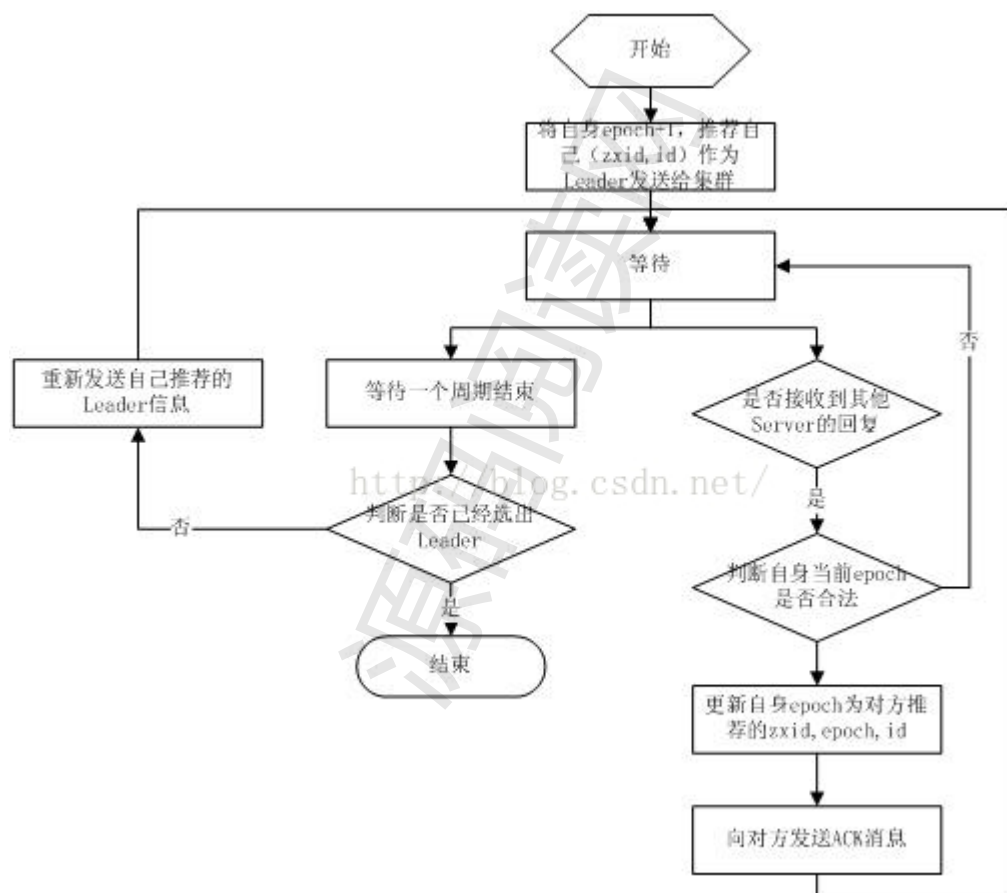 开始
将自身epoch+1，推荐自
己（zxid,id）作为
Leader发送给集群
等待
否
重新发送自己推荐的
Leader信息
等待一个周期结束
是否接收到其他
Server的回复
http://blog.csdn.net/
是
否
判断是否已经选出
Leader
判断自身当前epoch
是否合法
是
结束
更新自身epoch为对方推
荐的zxid,epoch,id
向对方发送ACK消息
源码阅读网